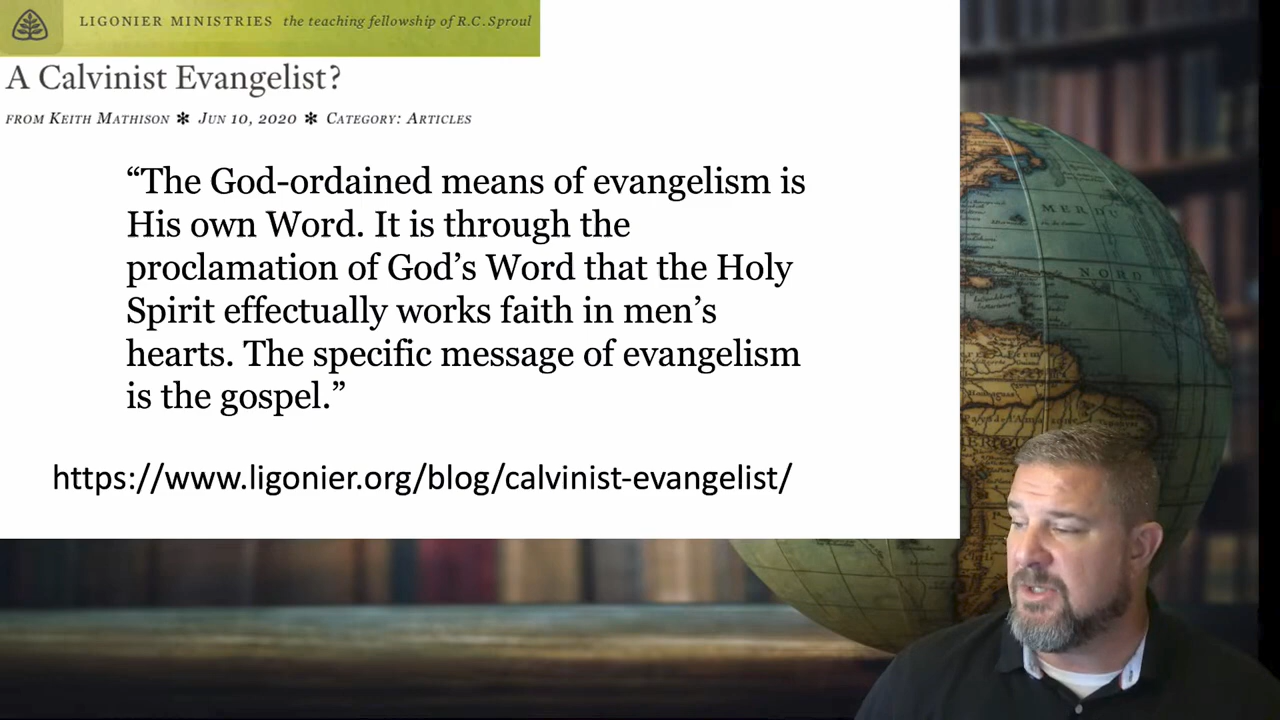 LIGONIER MINISTRIES the teaching fellowship of R.C. Sproul
A Calvinist Evangelist?
FROM KEITH MATHISON ✻ JUN 10, 2020 ✻ CATEGORY: ARTICLES
“The God-ordained means of evangelism is
His own Word. It is through the
proclamation of God’s Word that the Holy
Spirit effectually works faith in men’s
hearts. The specific message of evangelism
is the gospel.”
https://www.ligonier.org/blog/calvinist-evangelist/
MER DU
NORD